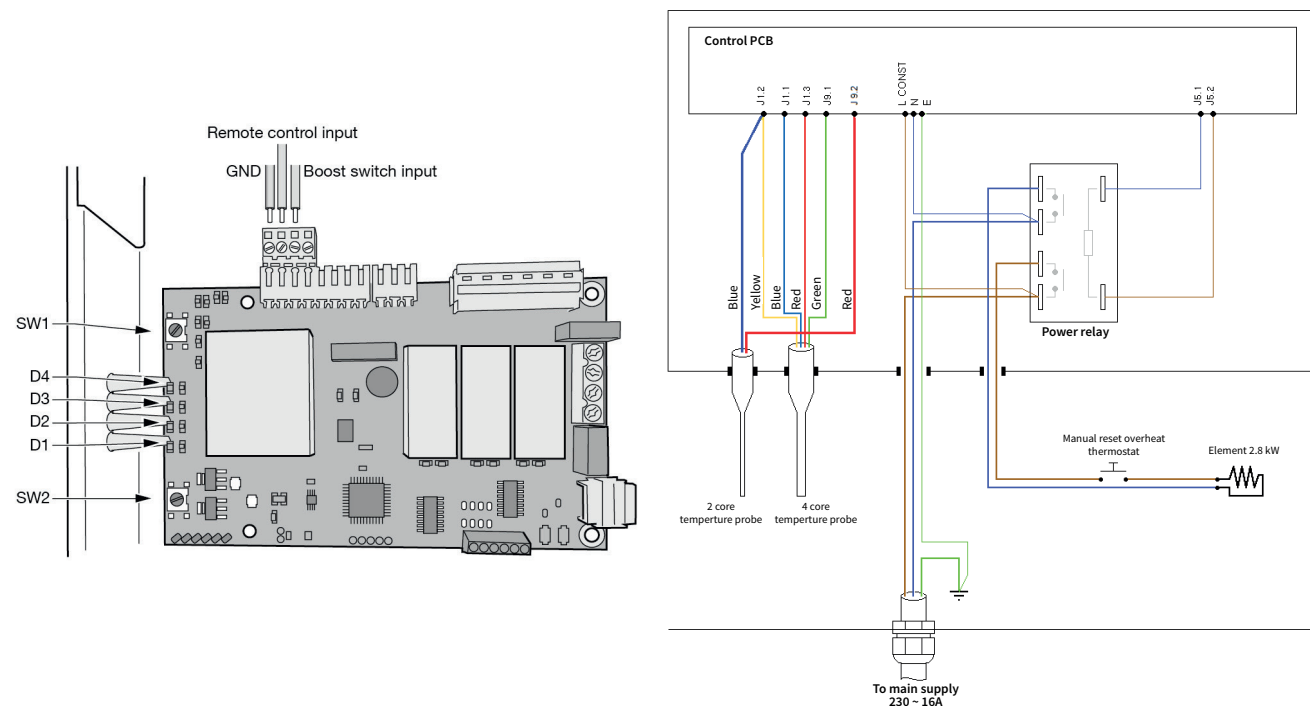 Remote control input
GND
Boost switch input
SW1
D4
D3
D2
D1
SW2
Control PCB
J1.2
J1.1
J1.3
J9.1
J 9.2
L CONST
N
E
J5.1
J5.2
Blue
Yellow
Blue
Red
Green
Red
Power relay
2 core
temperture probe
4 core
temperture probe
Manual reset overheat
thermostat
Element 2.8 kW
To main supply
230 ~ 16A